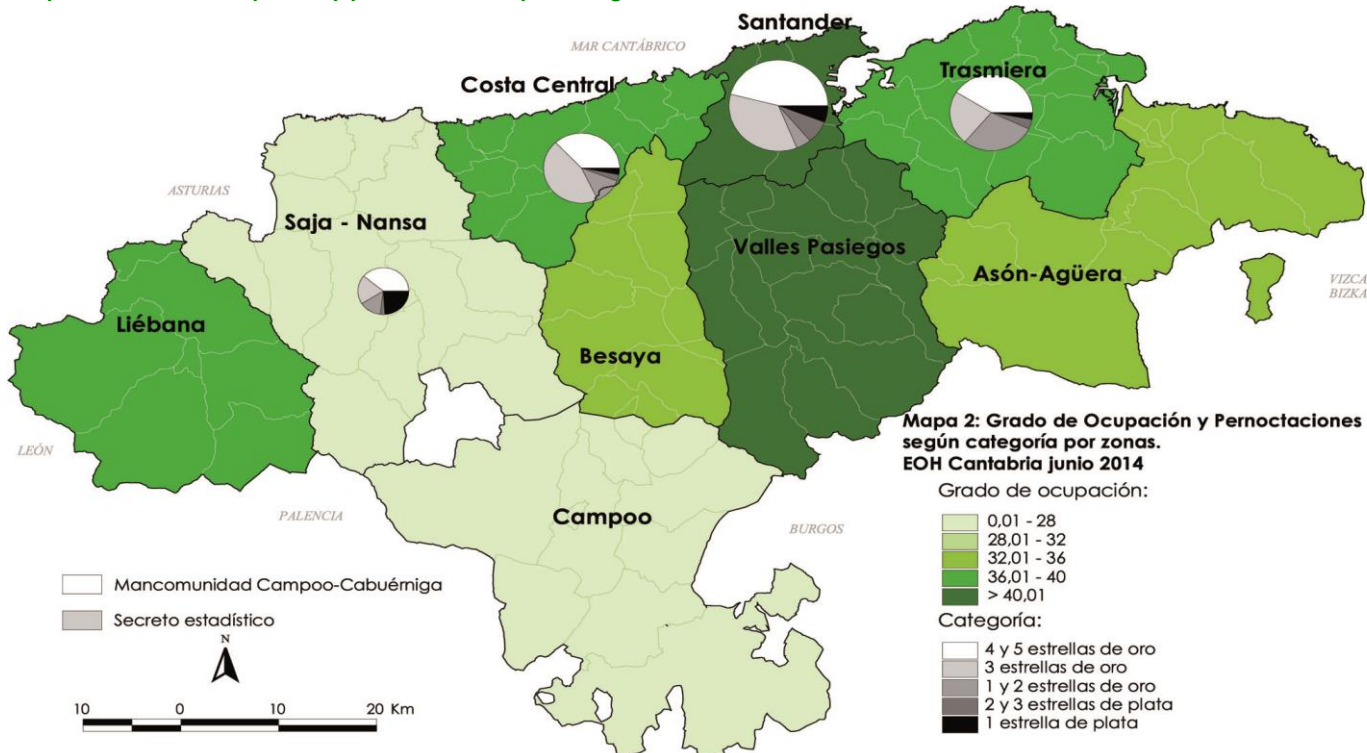 Santander
MAR CANTÁBRICO
Costa Central
Trasmiera
ASTURIAS
Saja - Nansa
Valles Pasiegos
Asón-Agüera
VIZCA
BIZKA
Liébana
Besaya
LEÓN
PALENCIA
Campoo
BURGOS
Mapa 2: Grado de Ocupación y Pernoctaciones
según categoría por zonas.
EOH Cantabria junio 2014
Grado de ocupación:
0,01 - 28
28,01 - 32
32,01 - 36
36,01 - 40
> 40,01
Categoría:
4 y 5 estrellas de oro
3 estrellas de oro
1 y 2 estrellas de oro
2 y 3 estrellas de plata
1 estrella de plata
Mancomunidad Campoo-Cabuérniga
Secreto estadístico
N
10 0 10 20 Km